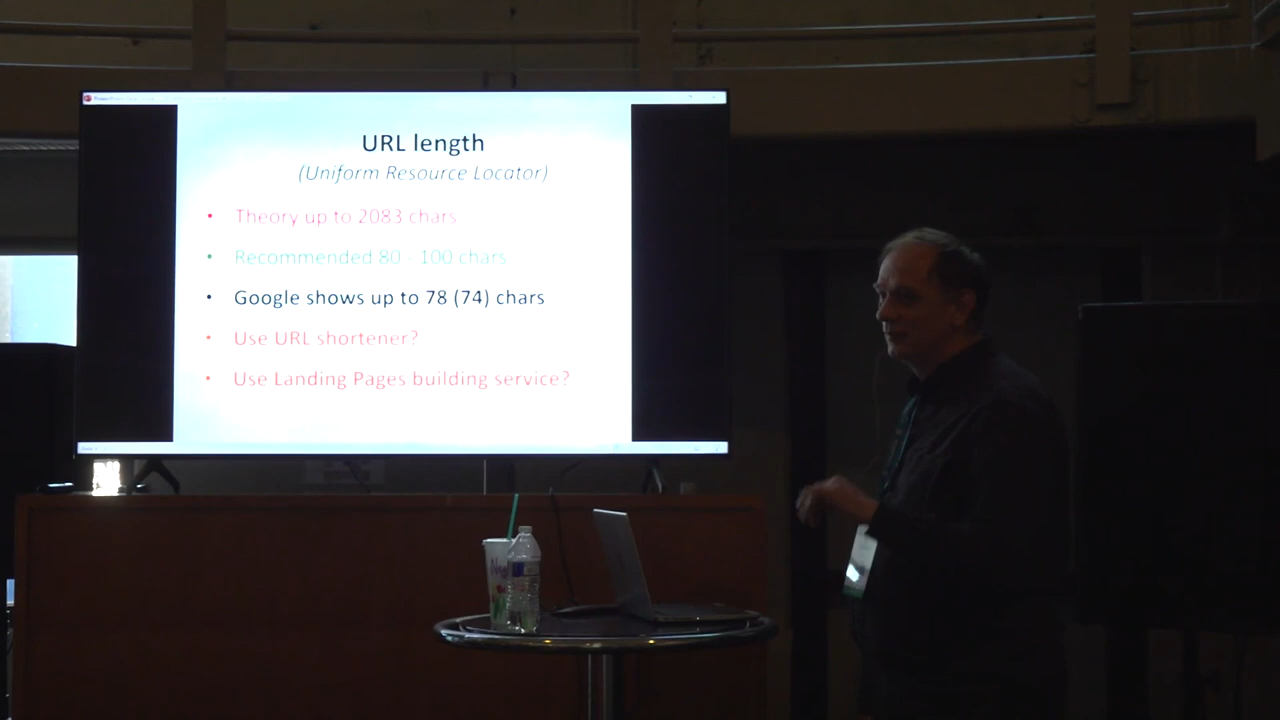 URL length
(Uniform Resource Locator)
• Theory up to 2083 chars
• Recommended 80 - 100 chars
• Google shows up to 78 (74) chars
• Use URL shortener?
• Use Landing Pages building service?